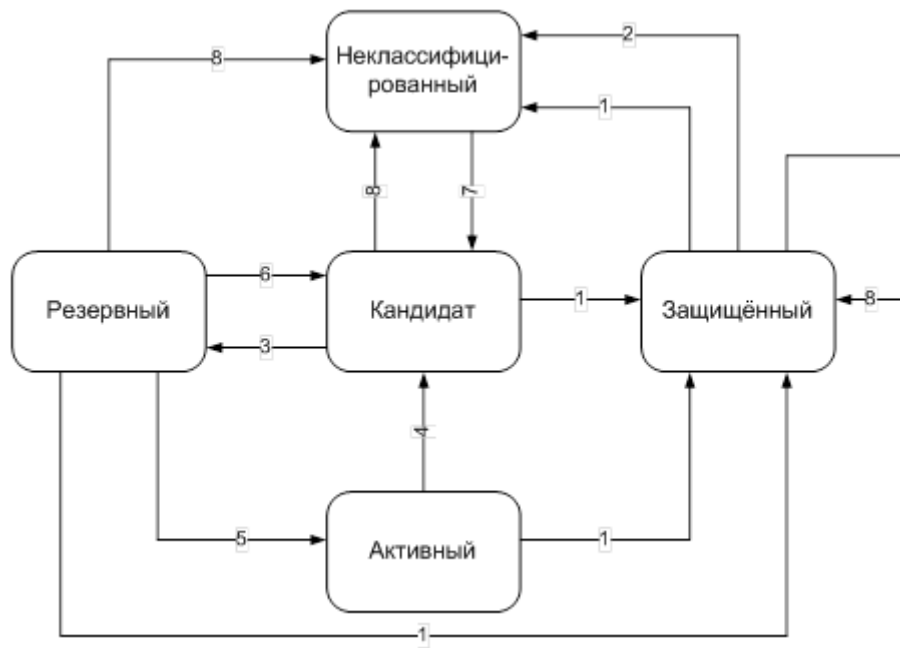 2
8
Неклассифици-
рованный
1
8
7
6
Резервный
Кандидат
1
Защищённый
8
3
4
5
Активный
1
1